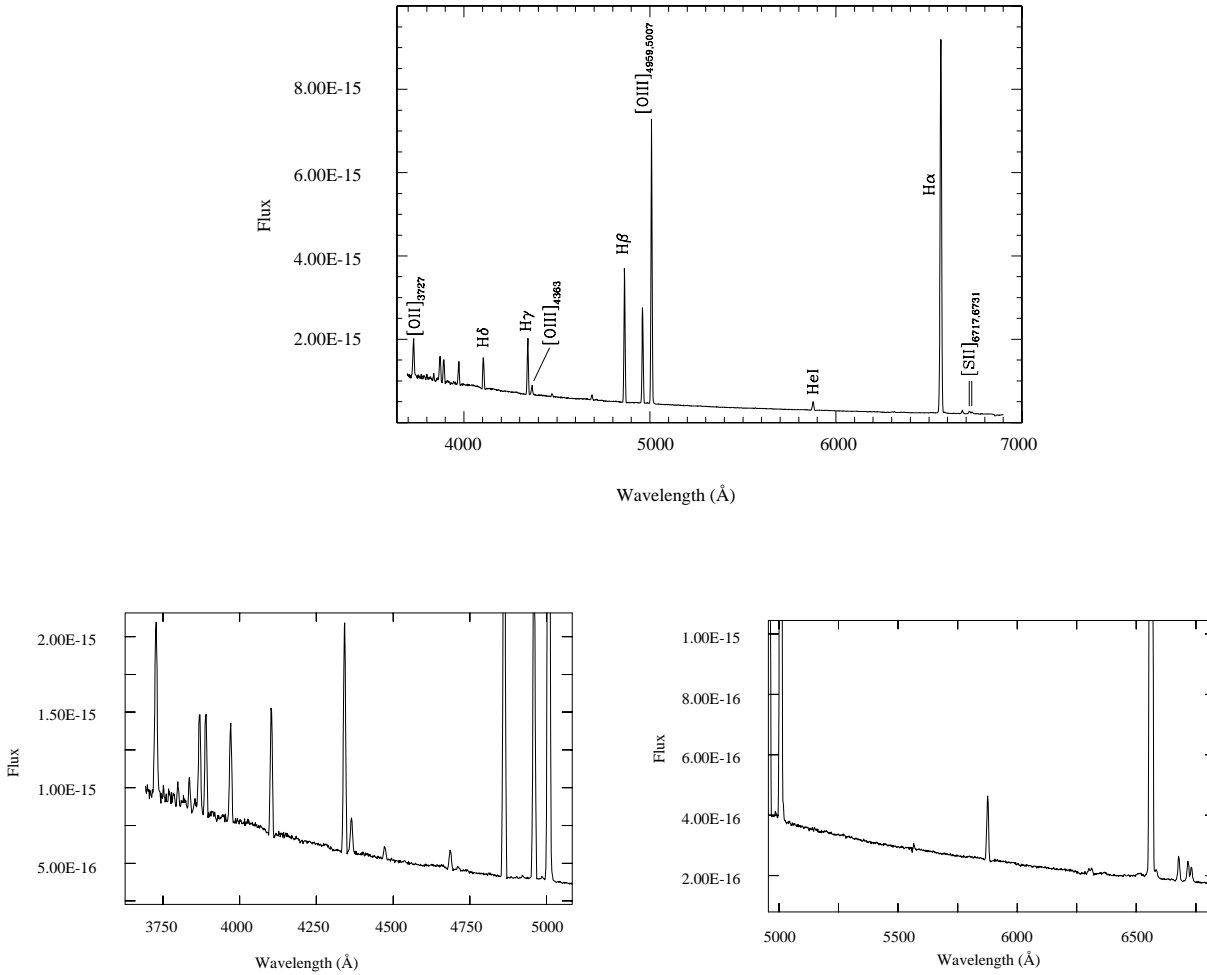 8.00E-15
6.00E-15
4.00E-15
2.00E-15
Flux
[OII]3727
Hδ
Hγ
[OIII]4363
Hβ
[OIII]4959,5007
HeI
Hα
[SII]6717,6731
4000
5000
6000
7000
Wavelength (Å)
2.00E-15
1.50E-15
1.00E-15
5.00E-16
Flux
3750
4000
4250
4500
4750
5000
Wavelength (Å)
1.00E-15
8.00E-16
6.00E-16
4.00E-16
2.00E-16
Flux
5000
5500
6000
6500
Wavelength (Å)